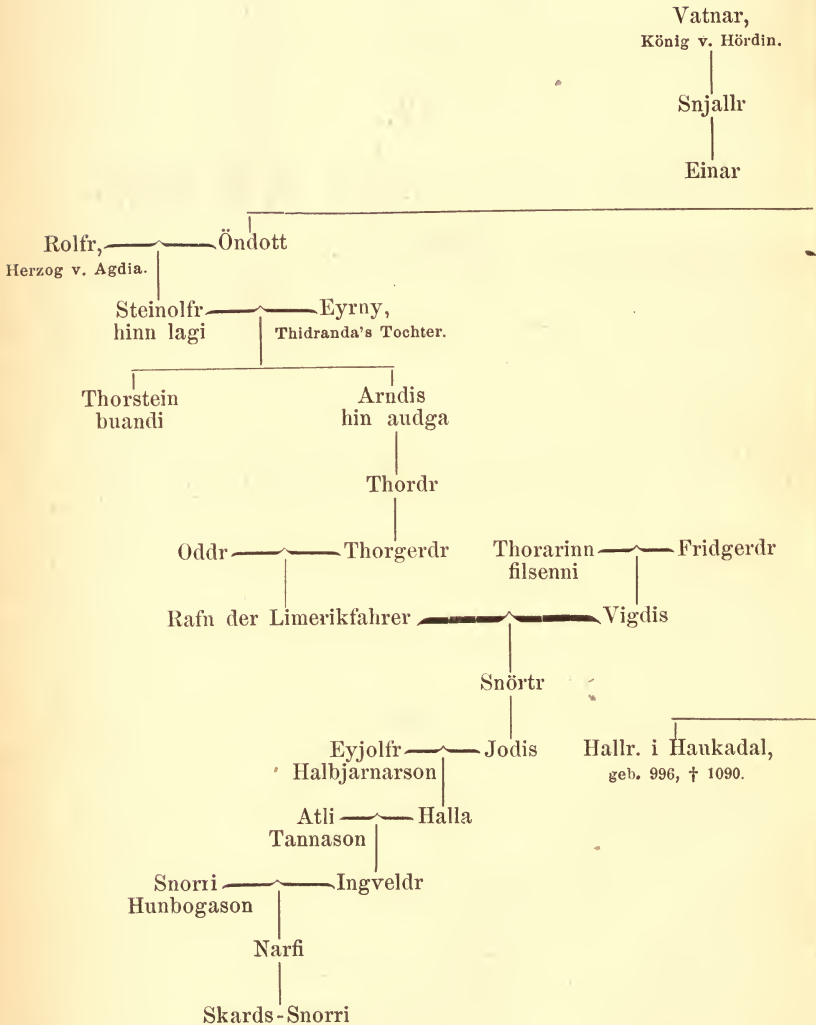 Vatnar,
König v. Hördin.
Snjallr
Einar
Rolfr, Öndott
Herzog v. Agdia.
Steinolfr Eyrny,
hinn lagi Thidranda's Tochter.
Thorstein Arndis
buandi hin audga
Thordr
Oddr Thorgerdr Thorarinn Fridgerdr
filsenni
Rafn der Limerikfahrer Vigdis
Snörtr
Eyjolfr Jodis Hallr. i Haukadal,
Halbjarnarson geb. 996, † 1090.
Atli Halla
Tannason
Snorri Ingveldr
Hunbogason
Narfi
Skards-Snorri